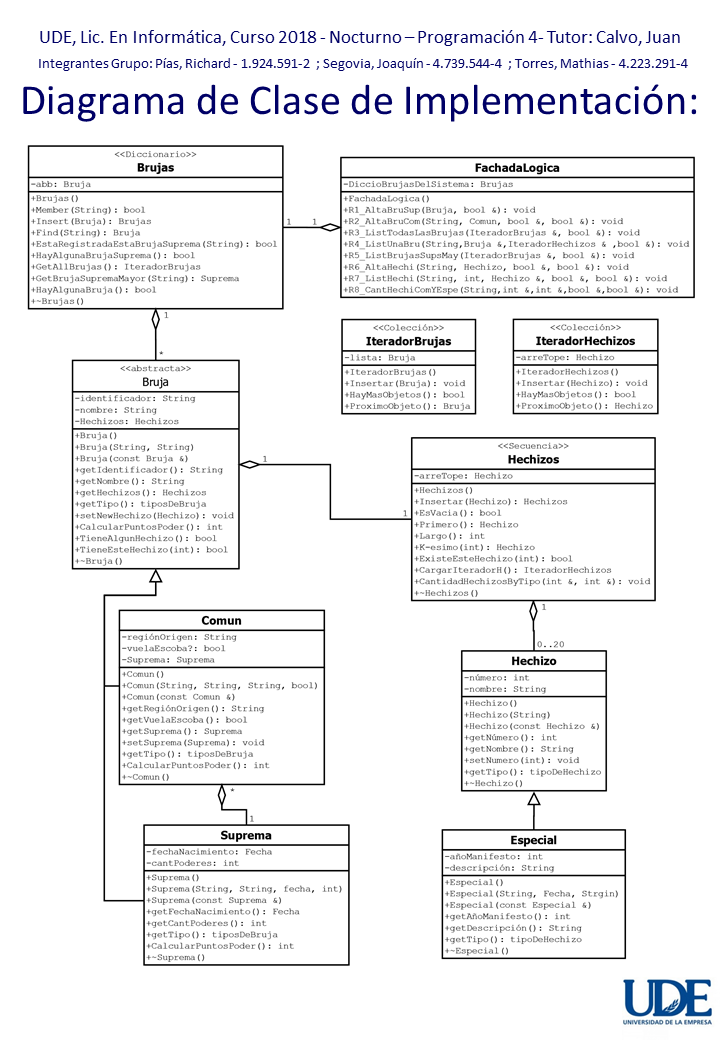 UDE, Lic. En Informática, Curso 2018 - Nocturno – Programación 4- Tutor: Calvo, Juan
Integrantes Grupo: Pías, Richard - 1.924.591-2 ; Segovia, Joaquín - 4.739.544-4 ; Torres, Mathias - 4.223.291-4
Diagrama de Clase de Implementación:
<<Diccionario>>
Brujas
-abb: Bruja
+Brujas()
+Member(String): bool
+Insert(Bruja): Brujas
+Find(String): Bruja
+EstaRegistradaEstaBrujaSuprema(String): bool
+HayAlgunaBrujaSuprema(): bool
+GetAllBrujas(): IteradorBrujas
+GetBrujaSupremaMayor(String): Suprema
+HayAlgunaBruja(): bool
+~Brujas()
1
1
FachadaLogica
-DiccioBrujasDelSistema: Brujas
+FachadaLogica()
+R1_AltaBruSup(Bruja, bool &): void
+R2_AltaBruCom(String, Comun, bool &, bool &): void
+R3_ListTodasLasBrujas(IteradorBrujas &, bool &): void
+R4_ListUnaBru(String,Bruja &,IteradorHechizos & ,bool &): void
+R5_ListBrujasSupsMay(IteradorBrujas &, bool &): void
+R6_AltaHechi(String, Hechizo, bool &, bool &): void
+R7_ListHechi(String, int, Hechizo &, bool &, bool &): void
+R8_CantHechiComYEspe(String,int &,int &,bool &,bool &): void
1
*
<<Colección>>
IteradorBrujas
-lista: Bruja
+IteradorBrujas()
+Insertar(Bruja): void
+HayMasObjetos(): bool
+ProximoObjeto(): Bruja
<<Colección>>
IteradorHechizos
-arreTope: Hechizo
+IteradorHechizos()
+Insertar(Hechizo): void
+HayMasObjetos(): bool
+ProximoObjeto(): Hechizo
<<abstracta>>
Bruja
-identificador: String
-nombre: String
-Hechizos: Hechizos
+Bruja()
+Bruja(String, String)
+Bruja(const Bruja &)
+getIdentificador(): String
+getNombre(): String
+getHechizos(): Hechizos
+getTipo(): tiposDeBruja
+setNewHechizo(Hechizo): void
+CalcularPuntosPoder(): int
+TieneAlgunHechizo(): bool
+TieneEsteHechizo(int): bool
+~Bruja()
1
1
<<Secuencia>>
Hechizos
-arreTope: Hechizo
+Hechizos()
+Insertar(Hechizo): Hechizos
+EsVacia(): bool
+Primero(): Hechizo
+Largo(): int
+K-esimo(int): Hechizo
+ExisteEsteHechizo(int): bool
+CargarIteradorH(): IteradorHechizos
+CantidadHechizosByTipo(int &, int &): void
+~Hechizos()
1
0..20
Comun
-regiónOrigen: String
-vuelaEscoba?: bool
-Suprema: Suprema
+Comun()
+Comun(String, String, String, bool)
+Comun(const Comun &)
+getRegiónOrigen(): String
+getVuelaEscoba(): bool
+getSuprema(): Suprema
+setSuprema(Suprema): void
+getTipo(): tiposDeBruja
+CalcularPuntosPoder(): int
+~Comun()
*
1
Hechizo
-número: int
-nombre: String
+Hechizo()
+Hechizo(String)
+Hechizo(const Hechizo &)
+getNúmero(): int
+getNombre(): String
+setNumero(int): void
+getTipo(): tipoDeHechizo
+~Hechizo()
Suprema
-fechaNacimiento: Fecha
-cantPoderes: int
+Suprema()
+Suprema(String, String, fecha, int)
+Suprema(const Suprema &)
+getFechaNacimiento(): Fecha
+getCantPoderes(): int
+getTipo(): tiposDeBruja
+CalcularPuntosPoder(): int
+~Suprema()
Especial
-añoManifesto: int
-descripción: String
+Especial()
+Especial(String, Fecha, Strgin)
+Especial(const Especial &)
+getAñoManifesto(): int
+getDescripción(): String
+getTipo(): tipoDeHechizo
+~Especial()
UDE
UNIVERSIDAD DE LA EMPRESA